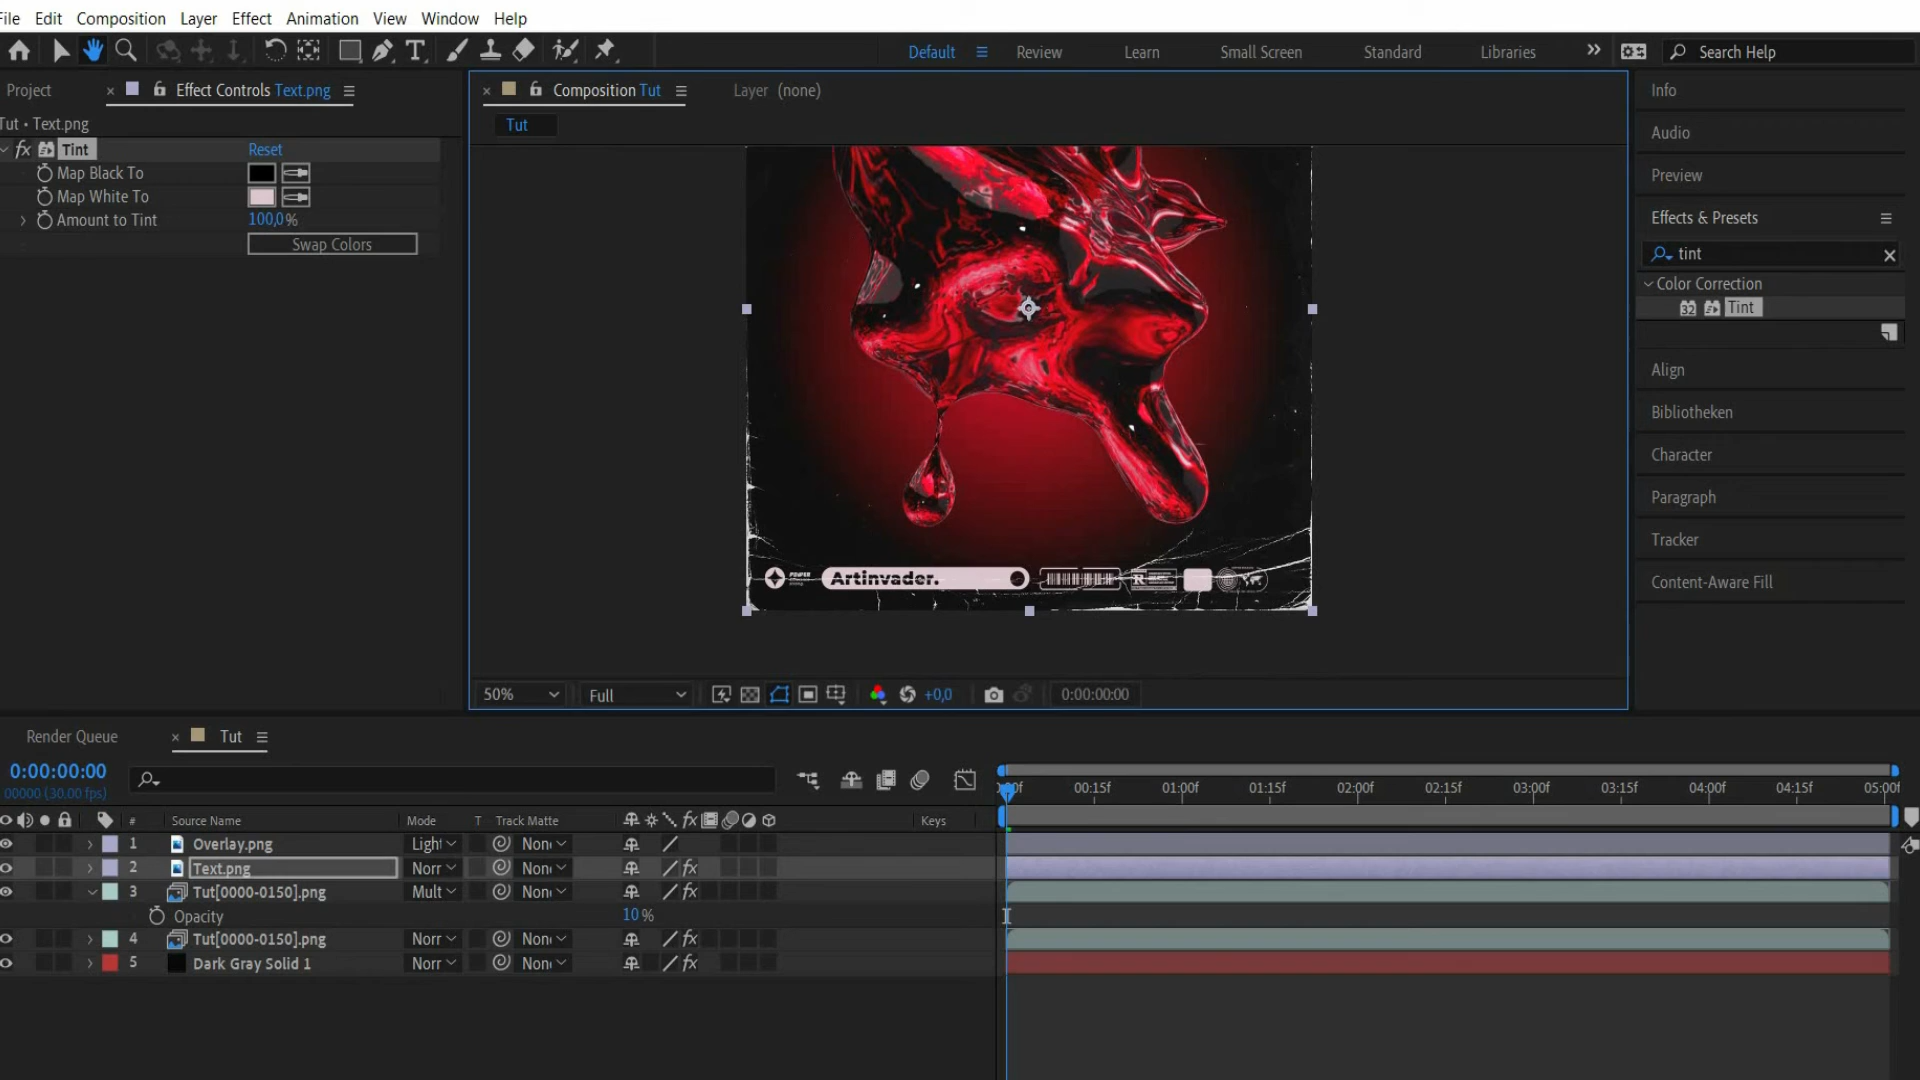 File Edit Composition Layer Effect Animation View Window Help
T Default Review Learn Small Screen Standard Libraries Search Help
Project Effect Controls Text.png
Tut • Text.png
fx Tint Reset
Map Black To
Map White To
Amount to Tint 100,0%
Swap Colors
Composition Tut Layer (none)
Tut
Artinvader.
R
50% Full +0,0 0:00:00:00
Info
Audio
Preview
Effects & Presets
tint
Color Correction
32 Tint
Align
Bibliotheken
Character
Paragraph
Tracker
Content-Aware Fill
Render Queue Tut
0:00:00:00
00000 (30.00 fps)
00:15f 01:00f 01:15f 02:00f 02:15f 03:00f 03:15f 04:00f 04:15f 05:00f
# Source Name Mode T Track Matte fx Keys
1 Overlay.png Light None
2 Text.png Norr None fx
3 Tut[0000-0150].png Mult None
Opacity 10 %
4 Tut[0000-0150].png Norr None fx
5 Dark Gray Solid 1 Norr None fx